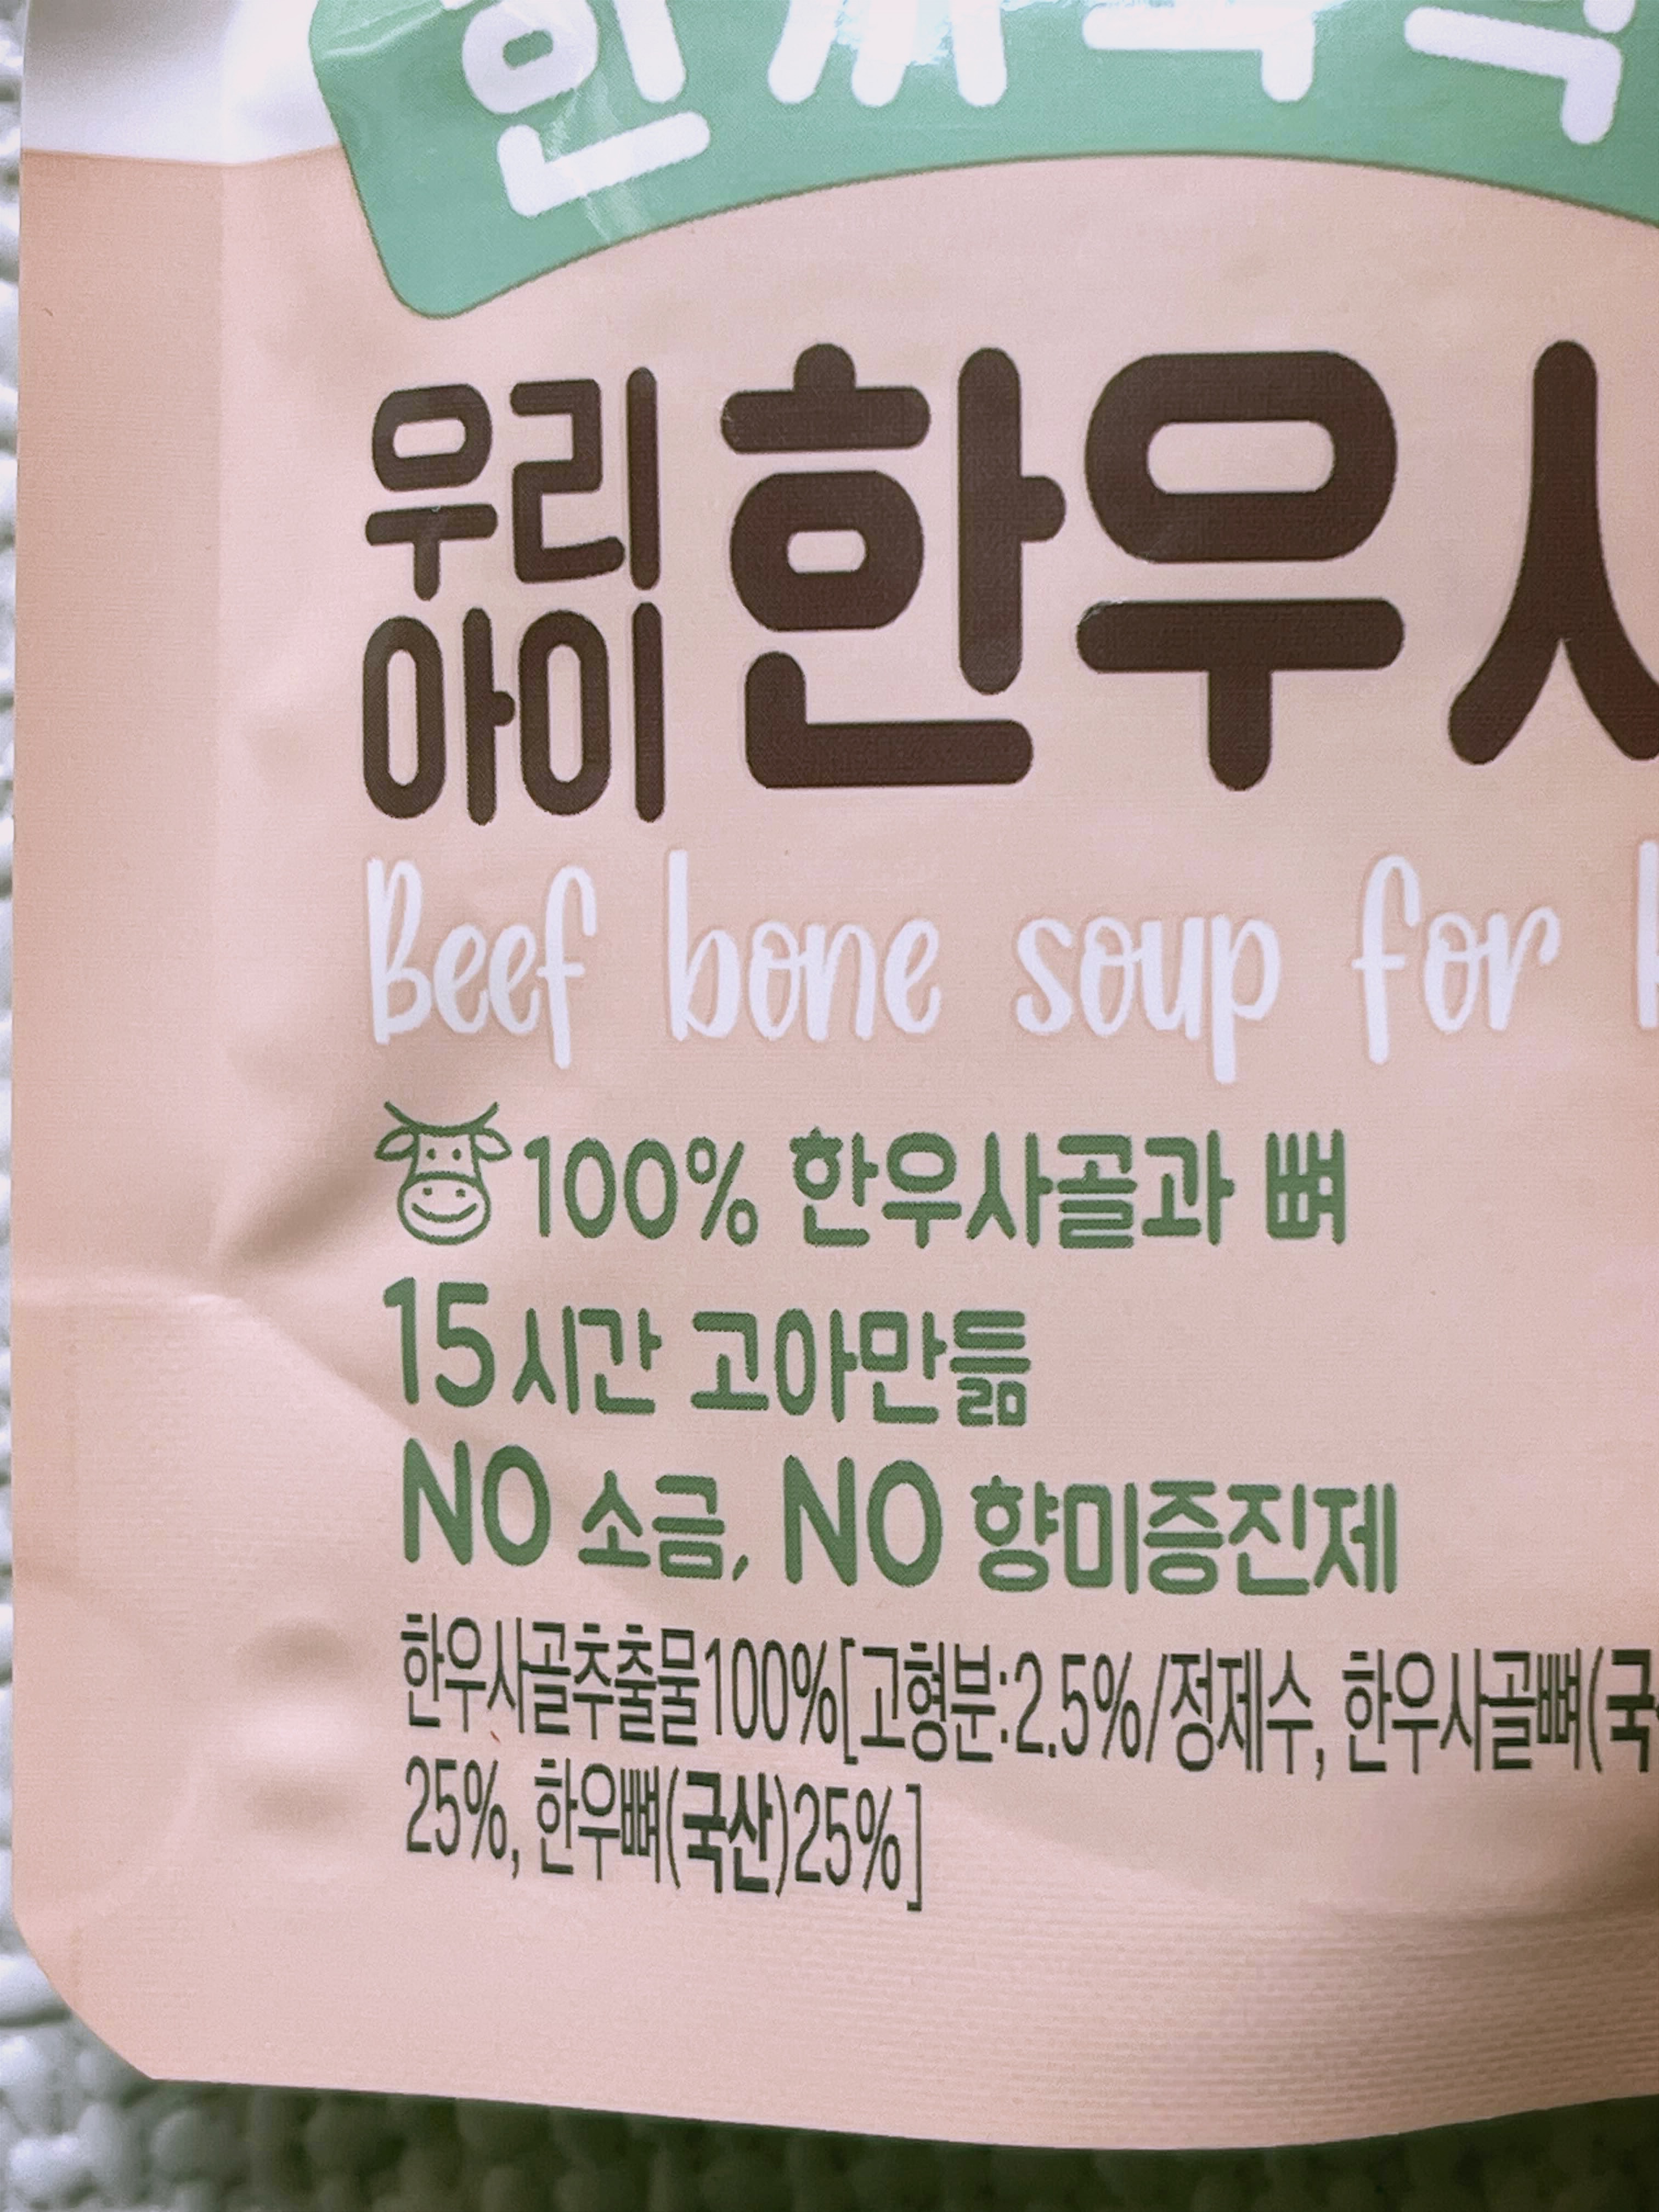 우리
아이
한우
Beef bone soup for
100% 한우사골과 뼈
15시간 고아만듦
NO 소금, NO 향미증진제
한우사골추출물100%[고형분:2.5%/정제수, 한우사골뼈(국
25%, 한우뼈(국산)25%]